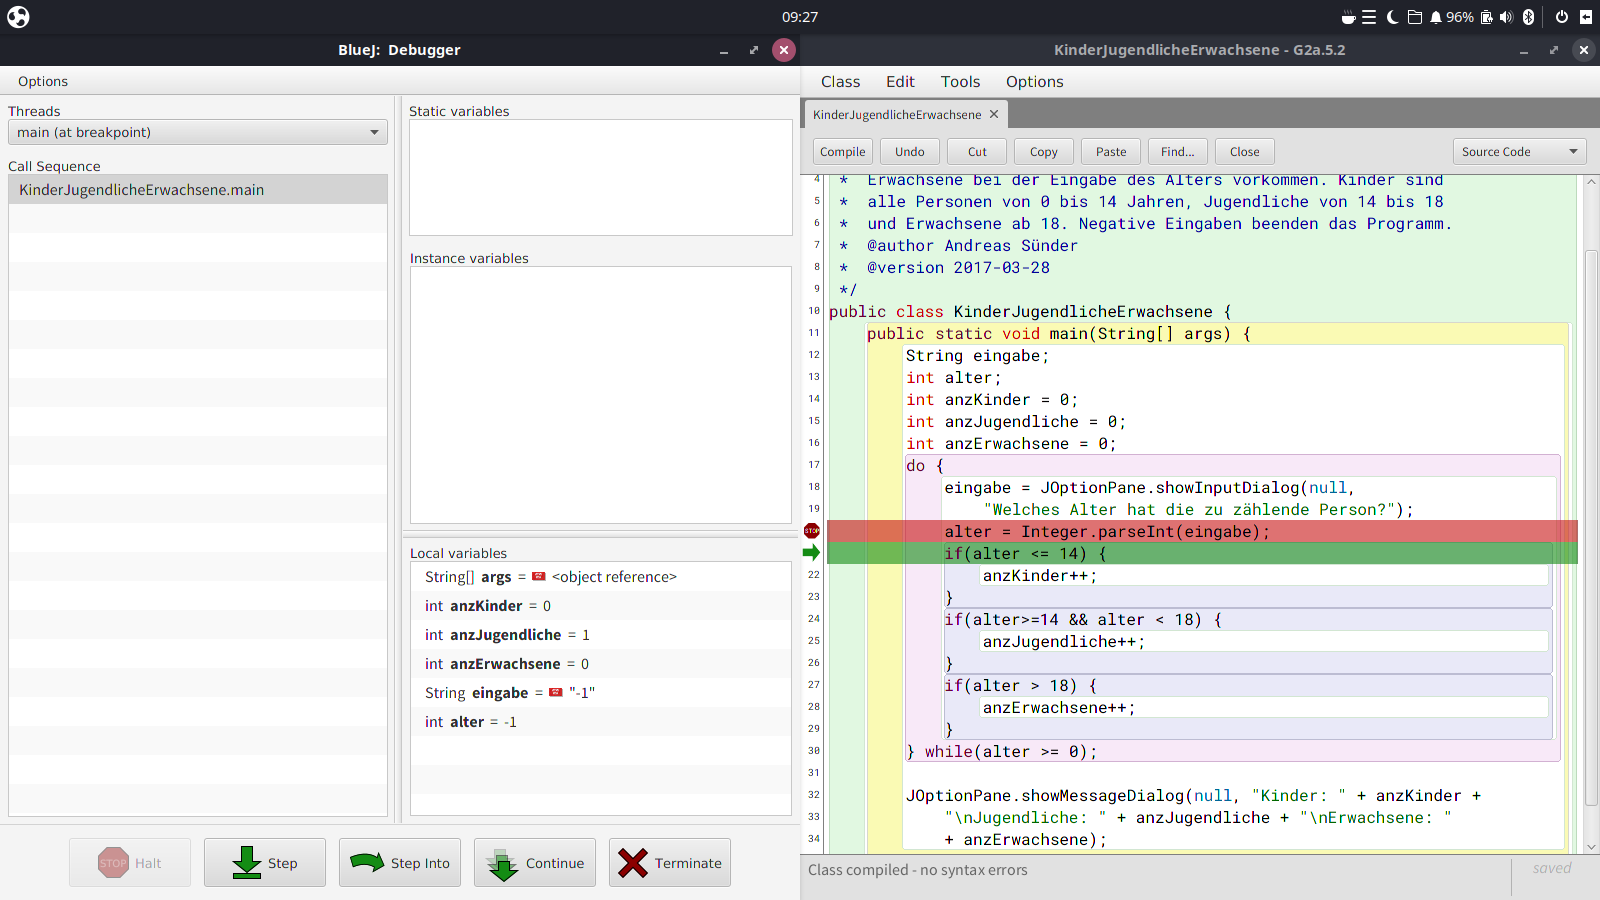 09:27
96%
BlueJ: Debugger
Options
Threads
main (at breakpoint)
Call Sequence
KinderJugendlicheErwachsene.main
Static variables
Instance variables
Local variables
String[] args = <object reference>
int anzKinder = 0
int anzJugendliche = 1
int anzErwachsene = 0
String eingabe = "-1"
int alter = -1
STOP Halt
Step
Step Into
Continue
Terminate
KinderJugendlicheErwachsene - G2a.5.2
Class Edit Tools Options
KinderJugendlicheErwachsene
Compile Undo Cut Copy Paste Find... Close Source Code
4 * Erwachsene bei der Eingabe des Alters vorkommen. Kinder sind
5 * alle Personen von 0 bis 14 Jahren, Jugendliche von 14 bis 18
6 * und Erwachsene ab 18. Negative Eingaben beenden das Programm.
7 * @author Andreas Sünder
8 * @version 2017-03-28
9 */
10 public class KinderJugendlicheErwachsene {
11 public static void main(String[] args) {
12 String eingabe;
13 int alter;
14 int anzKinder = 0;
15 int anzJugendliche = 0;
16 int anzErwachsene = 0;
17 do {
18 eingabe = JOptionPane.showInputDialog(null,
19 "Welches Alter hat die zu zählende Person?");
STOP alter = Integer.parseInt(eingabe);
if(alter <= 14) {
22 anzKinder++;
23 }
24 if(alter>=14 && alter < 18) {
25 anzJugendliche++;
26 }
27 if(alter > 18) {
28 anzErwachsene++;
29 }
30 } while(alter >= 0);
31
32 JOptionPane.showMessageDialog(null, "Kinder: " + anzKinder +
33 "\nJugendliche: " + anzJugendliche + "\nErwachsene: "
34 + anzErwachsene);
Class compiled - no syntax errors
saved